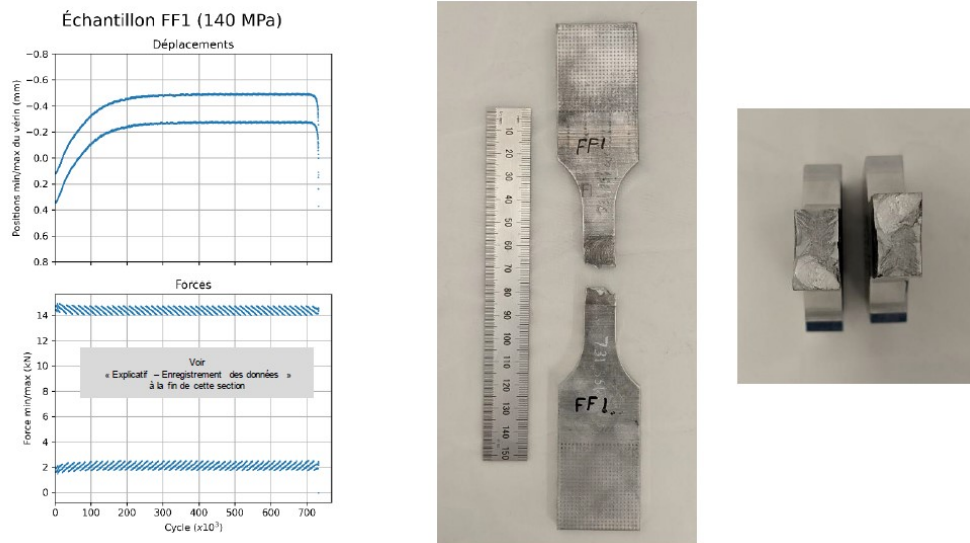 Échantillon FF1 (140 MPa)
Déplacements
Positions min/max du vérin (mm)
−0.8
−0.6
−0.4
−0.2
0.0
0.2
0.4
0.6
0.8
Forces
Force min/max (kN)
14
12
10
8
6
4
2
0
Voir
« Explicatif – Enregistrement des données »
à la fin de cette section
0 100 200 300 400 500 600 700
Cycle (x10³)
10
20
30
40
50
60
70
80
90
100
110
120
130
140
150
FF1
731
FF1